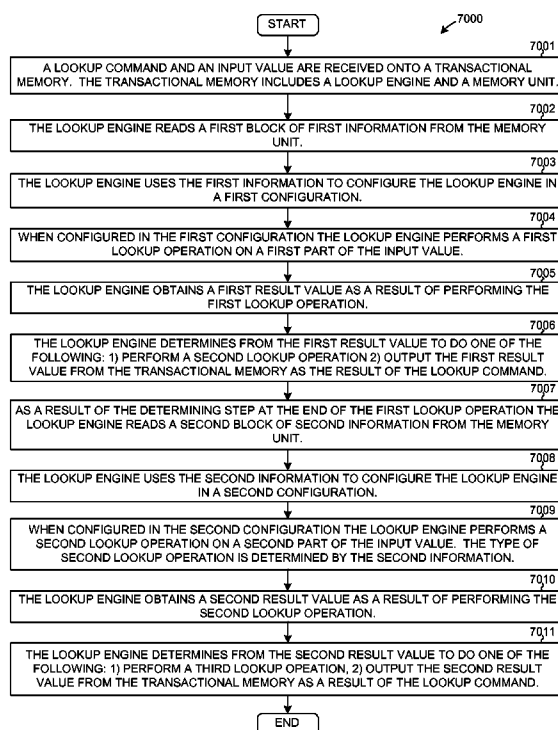 START
7000
7001
A LOOKUP COMMAND AND AN INPUT VALUE ARE RECEIVED ONTO A TRANSACTIONAL
MEMORY. THE TRANSACTIONAL MEMORY INCLUDES A LOOKUP ENGINE AND A MEMORY UNIT.
7002
THE LOOKUP ENGINE READS A FIRST BLOCK OF FIRST INFORMATION FROM THE MEMORY
UNIT.
7003
THE LOOKUP ENGINE USES THE FIRST INFORMATION TO CONFIGURE THE LOOKUP ENGINE IN
A FIRST CONFIGURATION.
7004
WHEN CONFIGURED IN THE FIRST CONFIGURATION THE LOOKUP ENGINE PERFORMS A FIRST
LOOKUP OPERATION ON A FIRST PART OF THE INPUT VALUE.
7005
THE LOOKUP ENGINE OBTAINS A FIRST RESULT VALUE AS A RESULT OF PERFORMING THE
FIRST LOOKUP OPERATION.
7006
THE LOOKUP ENGINE DETERMINES FROM THE FIRST RESULT VALUE TO DO ONE OF THE
FOLLOWING: 1) PERFORM A SECOND LOOKUP OPERATION 2) OUTPUT THE FIRST RESULT
VALUE FROM THE TRANSACTIONAL MEMORY AS THE RESULT OF THE LOOKUP COMMAND.
7007
AS A RESULT OF THE DETERMINING STEP AT THE END OF THE FIRST LOOKUP OPERATION THE
LOOKUP ENGINE READS A SECOND BLOCK OF SECOND INFORMATION FROM THE MEMORY
UNIT.
7008
THE LOOKUP ENGINE USES THE SECOND INFORMATION TO CONFIGURE THE LOOKUP ENGINE
IN A SECOND CONFIGURATION.
7009
WHEN CONFIGURED IN THE SECOND CONFIGURATION THE LOOKUP ENGINE PERFORMS A
SECOND LOOKUP OPERATION ON A SECOND PART OF THE INPUT VALUE. THE TYPE OF
OF SECOND LOOKUP OPERATION IS DETERMINED BY THE SECOND INFORMATION.
7010
THE LOOKUP ENGINE OBTAINS A SECOND RESULT VALUE AS A RESULT OF PERFORMING THE
SECOND LOOKUP OPERATION.
7011
THE LOOKUP ENGINE DETERMINES FROM THE SECOND RESULT VALUE TO DO ONE OF THE
FOLLOWING: 1) PERFORM A THIRD LOOKUP OPEATION, 2) OUTPUT THE SECOND RESULT
VALUE FROM THE TRANSACTIONAL MEMORY AS A RESULT OF THE LOOKUP COMMAND.
END